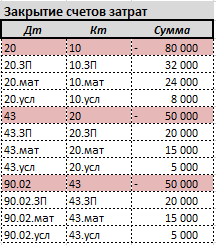 Закрытие счетов затрат
Дт Кт Сумма
20 10 - 80 000
20.ЗП 10.ЗП 32 000
20.мат 10.мат 24 000
20.усл 10.усл 8 000
43 20 - 50 000
43.ЗП 20.ЗП 20 000
43.мат 20.мат 15 000
43.усл 20.усл 5 000
90.02 43 - 50 000
90.02.ЗП 43.ЗП 20 000
90.02.мат 43.мат 15 000
90.02.усл 43.усл 5 000